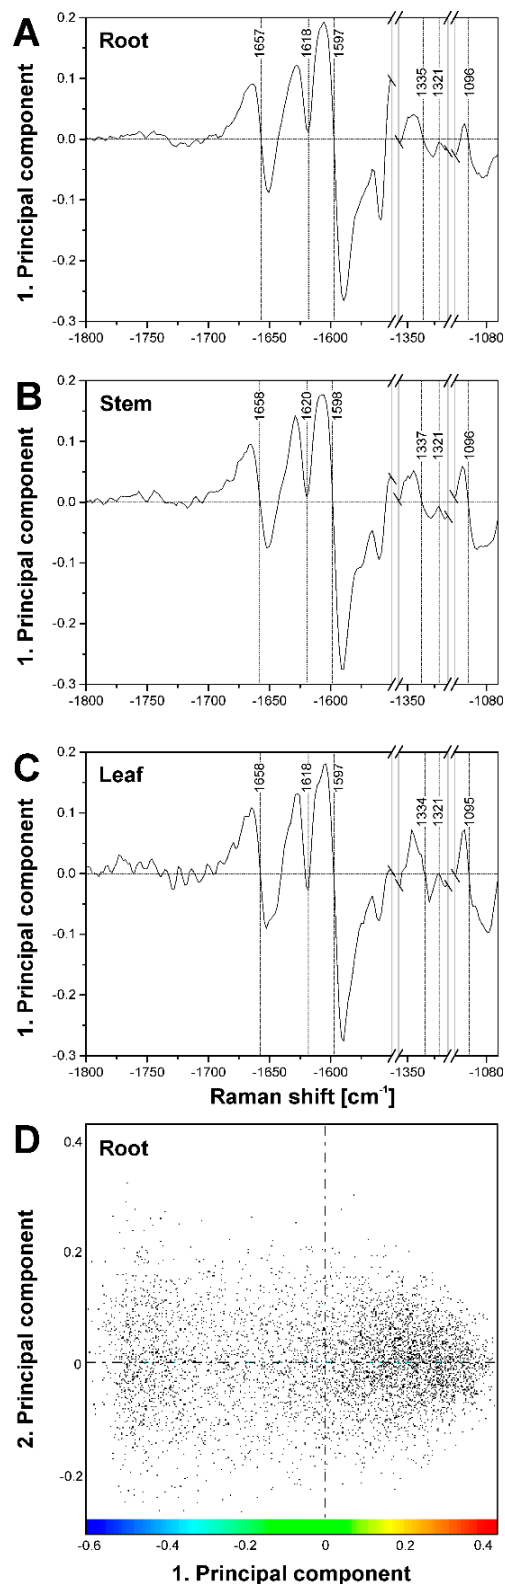 A
Root
1657
1618
1597
1335
1321
1096
0.2
0.1
0.0
-0.1
-0.2
-0.3
1. Principal component
-1800 -1750 -1700 -1650 -1600 -1340 -1080
B
Stem
1658
1620
1598
1337
1321
1096
0.2
0.1
0.0
-0.1
-0.2
-0.3
1. Principal component
-1800 -1750 -1700 -1650 -1600 -1340 -1080
C
Leaf
1658
1618
1597
1334
1321
1095
0.2
0.1
0.0
-0.1
-0.2
-0.3
1. Principal component
-1800 -1750 -1700 -1650 -1600 -1340 -1080
Raman shift [cm⁻¹]
D
Root
0.4
0.2
0
-0.2
2. Principal component
-0.6 -0.4 -0.2 0 0.2 0.4
1. Principal component